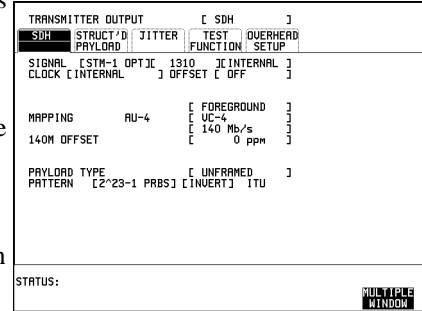 s
TRANSMITTER OUTPUT [ SDH ]
SDH STRUCT'D PAYLOAD JITTER TEST FUNCTION OVERHEAD SETUP
SIGNAL [STM-1 OPT][ 1310 ][INTERNAL ]
CLOCK [INTERNAL ] OFFSET [ OFF ]
e
[ FOREGROUND ]
MAPPING AU-4 [ VC-4 ]
[ 140 Mb/s ]
140M OFFSET [ 0 ppm ]
PAYLOAD TYPE [ UNFRAMED ]
PATTERN [2^23-1 PRBS] [INVERT] ITU
n
STATUS:
MULTIPLE
WINDOW